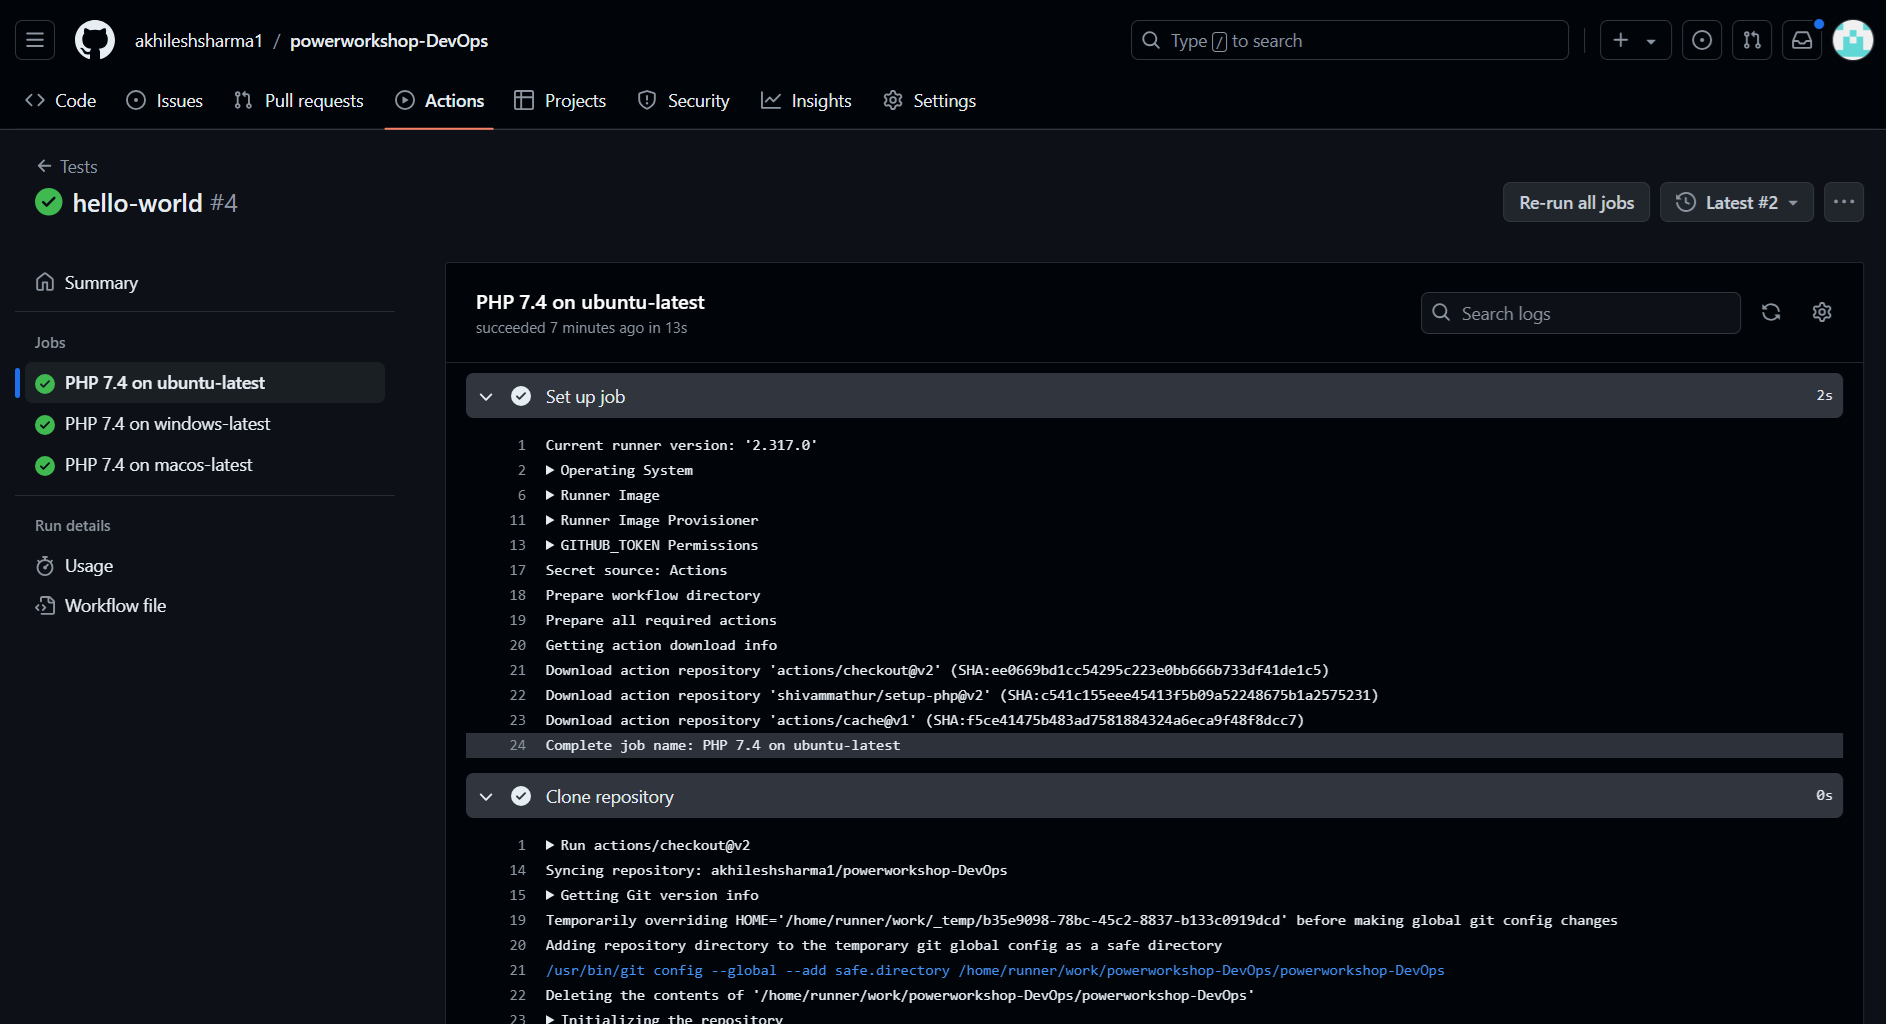 akhileshsharma1 / powerworkshop-DevOps
Type / to search
Code Issues Pull requests Actions Projects Security Insights Settings
Tests
hello-world #4
Re-run all jobs
Latest #2
Summary
Jobs
PHP 7.4 on ubuntu-latest
PHP 7.4 on windows-latest
PHP 7.4 on macos-latest
Run details
Usage
Workflow file
PHP 7.4 on ubuntu-latest
succeeded 7 minutes ago in 13s
Search logs
Set up job 2s
1 Current runner version: '2.317.0'
2 Operating System
6 Runner Image
11 Runner Image Provisioner
13 GITHUB_TOKEN Permissions
17 Secret source: Actions
18 Prepare workflow directory
19 Prepare all required actions
20 Getting action download info
21 Download action repository 'actions/checkout@v2' (SHA:ee0669bd1cc54295c223e0bb666b733df41de1c5)
22 Download action repository 'shivammathur/setup-php@v2' (SHA:c541c155eee45413f5b09a52248675b1a2575231)
23 Download action repository 'actions/cache@v1' (SHA:f5ce41475b483ad7581884324a6eca9f48f8dcc7)
24 Complete job name: PHP 7.4 on ubuntu-latest
Clone repository 0s
1 Run actions/checkout@v2
14 Syncing repository: akhileshsharma1/powerworkshop-DevOps
15 Getting Git version info
19 Temporarily overriding HOME='/home/runner/work/_temp/b35e9098-78bc-45c2-8837-b133c0919dcd' before making global git config changes
20 Adding repository directory to the temporary git global config as a safe directory
21 /usr/bin/git config --global --add safe.directory /home/runner/work/powerworkshop-DevOps/powerworkshop-DevOps
22 Deleting the contents of '/home/runner/work/powerworkshop-DevOps/powerworkshop-DevOps'
23 Initializing the repository